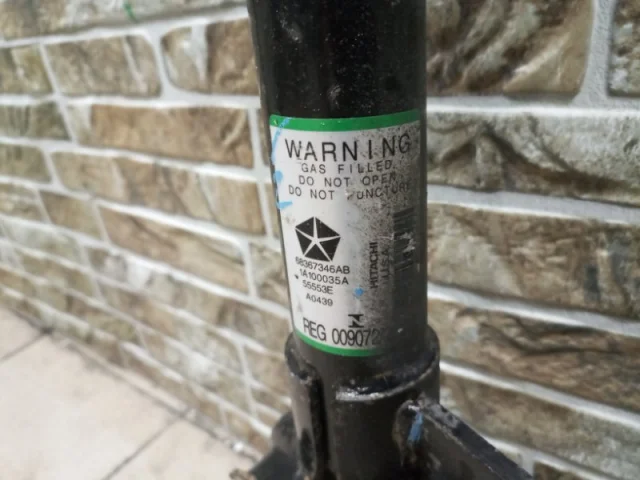 WARNING
GAS FILLED
DO NOT OPEN
DO NOT PUNCTURE
68367346AB
1A100035A
55553E
A0439
HITACHI
REG 009072